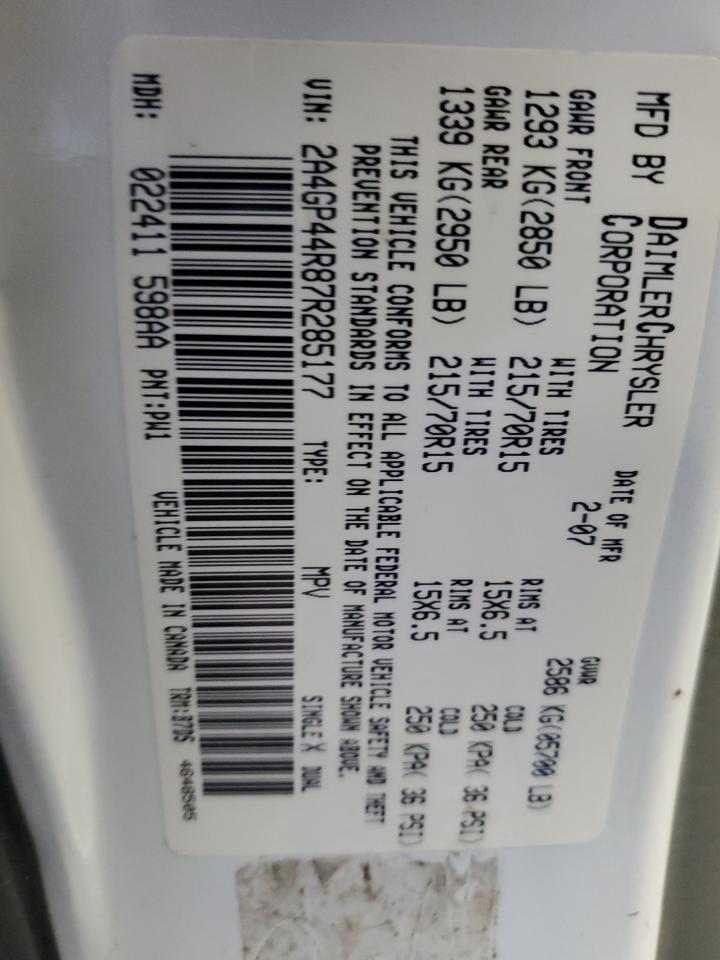 MFD BY DAIMLERCHRYSLER CORPORATION
DATE OF MFR
2-07
GVWR
2586 KG(05700 LB)
GAWR FRONT WITH TIRES RIMS AT COLD
1293 KG(2850 LB) 215/70R15 15X6.5 250 KPA( 36 PSI)
GAWR REAR WITH TIRES RIMS AT COLD
1339 KG(2950 LB) 215/70R15 15X6.5 250 KPA( 36 PSI)
THIS VEHICLE CONFORMS TO ALL APPLICABLE FEDERAL MOTOR VEHICLE SAFETY AND THEFT
PREVENTION STANDARDS IN EFFECT ON THE DATE OF MANUFACTURE SHOWN ABOVE.
VIN: 2A4GP44R87R285177 TYPE: MPV SINGLE X DUAL
MDH: 022411 598AA PNT:PW1 VEHICLE MADE IN CANADA TRM:B7DS 4648505